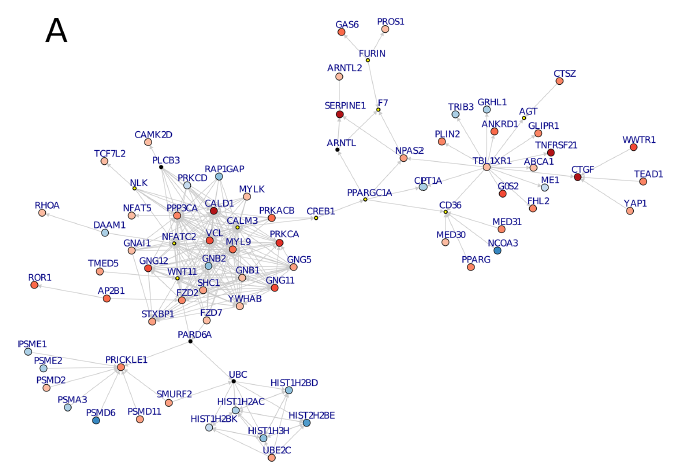 A
GAS6
PROS1
FURIN
ARNTL2
CTSZ
SERPINE1
F7
TRIB3
GRHL1
AGT
ANKRD1
GLIPR1
PLIN2
TNFRSF21
WWTR1
ARNTL
NPAS2
TBL1XR1
ABCA1
CTGF
TEAD1
CAMK2D
TCF7L2
PLCB3
RAP1GAP
PRKCD
NLK
MYLK
CPT1A
G0S2
ME1
PPARGC1A
FHL2
YAP1
RHOA
NFAT5
PPP3CA
CALD1
PRKACB
CREB1
CD36
CALM3
DAAM1
NFATC2
VCL
MYL9
PRKCA
MED31
MED30
NCOA3
GNAI1
GNG12
GNB2
GNG5
PPARG
TMED5
WNT11
GNB1
ROR1
SHC1
GNG11
AP2B1
FZD2
YWHAB
STXBP1
FZD7
PARD6A
PSME1
PSME2
PRICKLE1
PSMD2
UBC
HIST1H2BD
SMURF2
PSMA3
HIST1H2AC
PSMD6
PSMD11
HIST1H2BK
HIST2H2BE
HIST1H3H
UBE2C